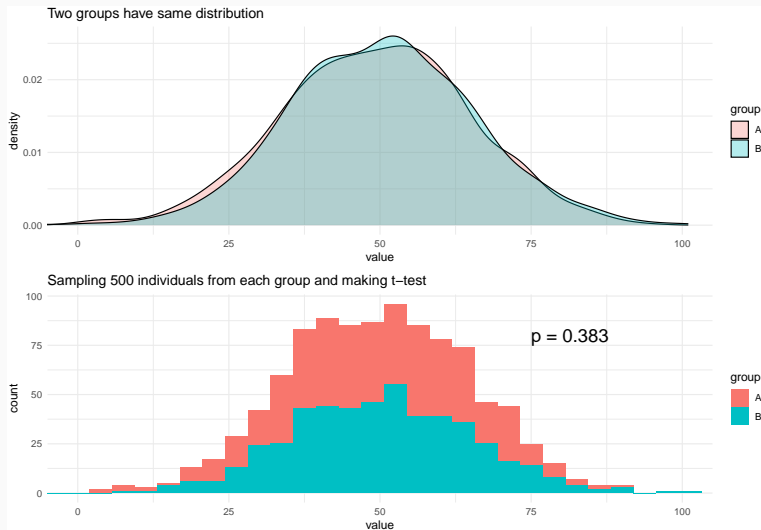 Two groups have same distribution
0.02
0.01
0.00
density
0 25 50 75 100
value
group
A
B
Sampling 500 individuals from each group and making t−test
100
75
50
25
0
count
p = 0.383
0 25 50 75 100
value
group
A
B